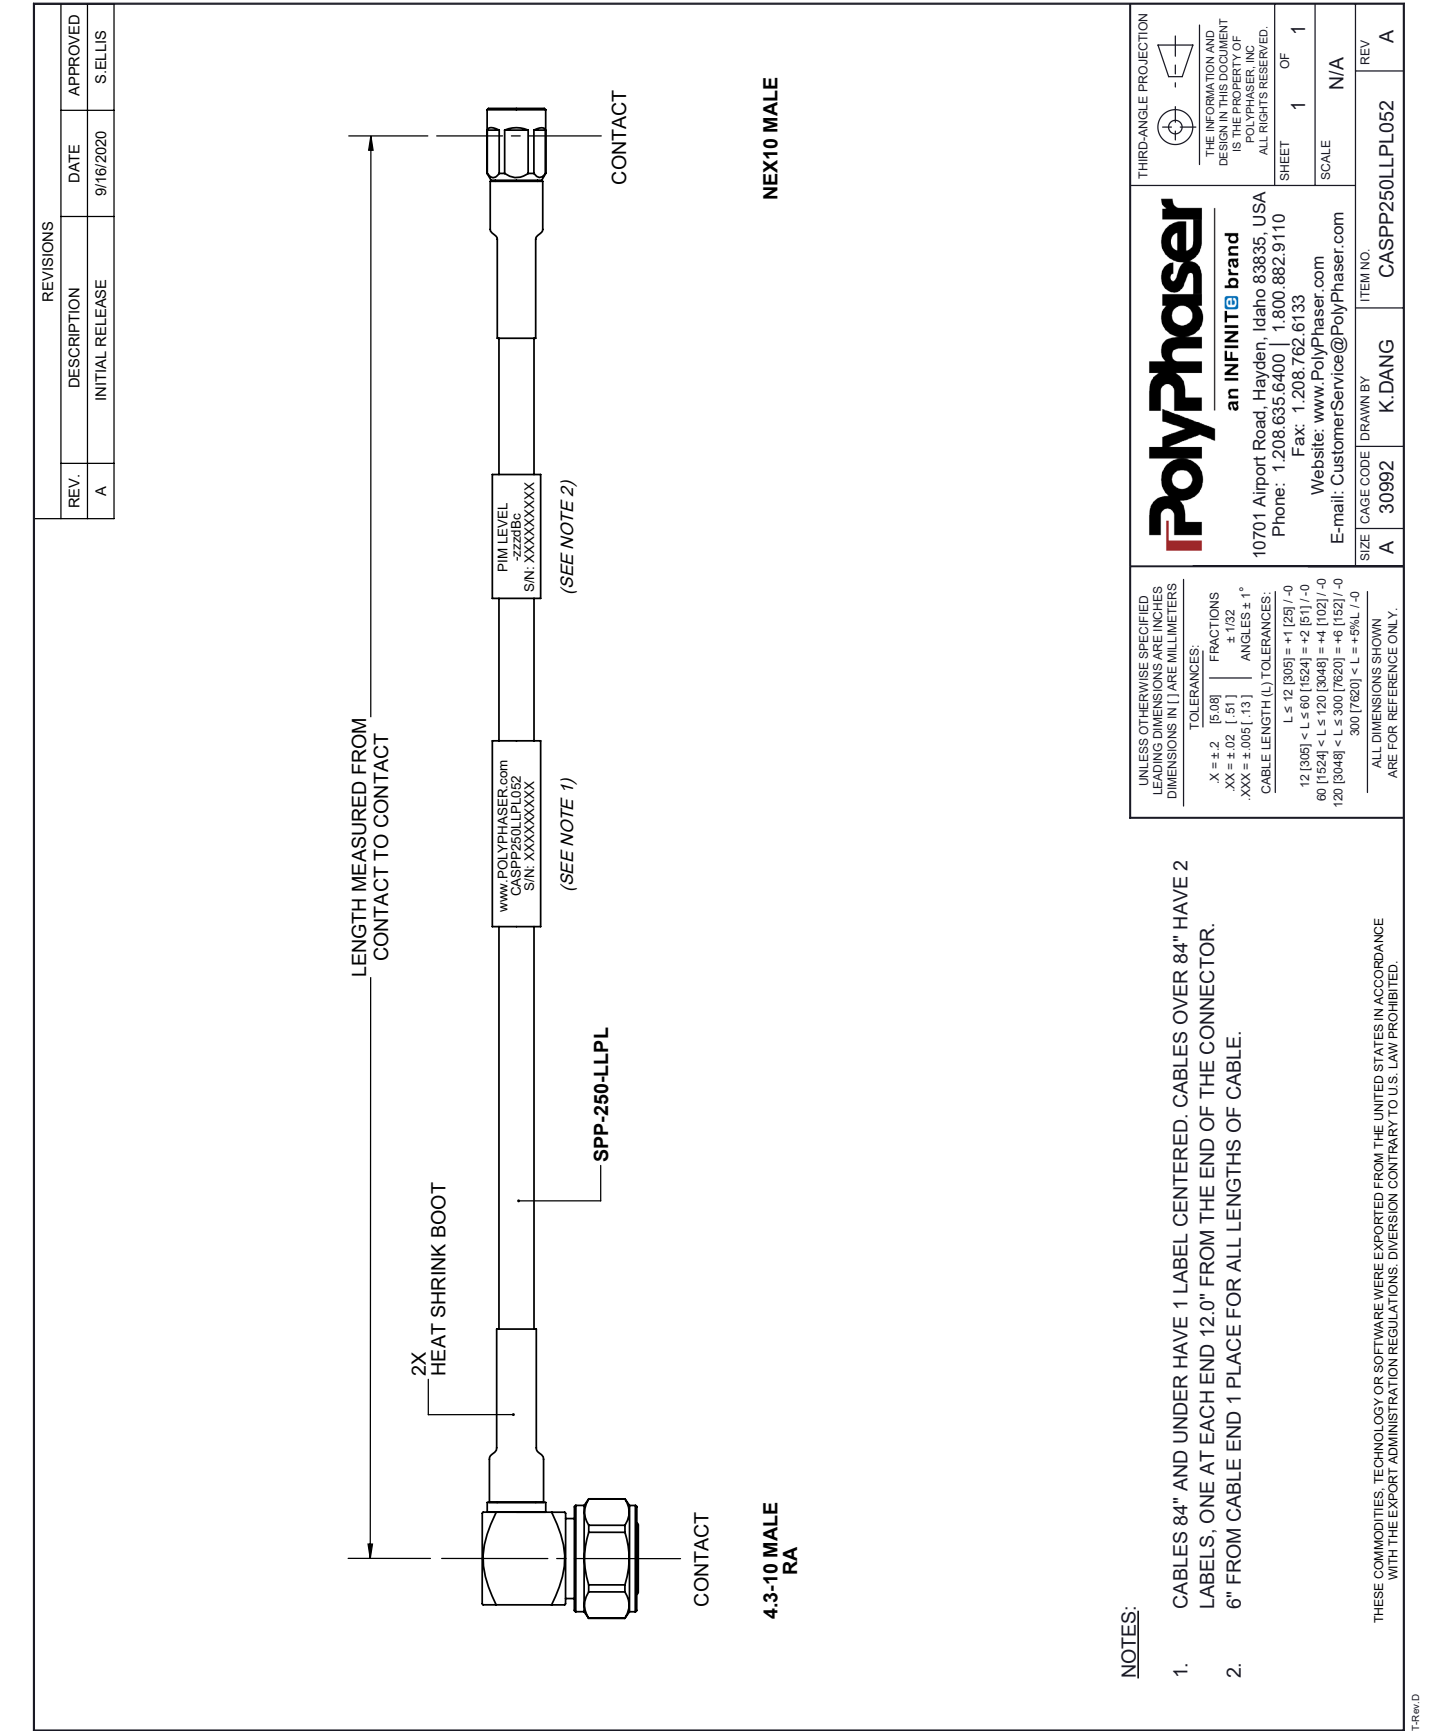 REVISIONS
REV. DESCRIPTION DATE APPROVED
A INITIAL RELEASE 9/16/2020 S.ELLIS
LENGTH MEASURED FROM
CONTACT TO CONTACT
2X
HEAT SHRINK BOOT
www.POLYPHASER.com
CASPP250LLPL052
S/N: XXXXXXXXX
(SEE NOTE 1)
PIM LEVEL
-zzzdBc
S/N: XXXXXXXXX
(SEE NOTE 2)
SPP-250-LLPL
CONTACT
CONTACT
4.3-10 MALE
RA
NEX10 MALE
NOTES:
1. CABLES 84" AND UNDER HAVE 1 LABEL CENTERED. CABLES OVER 84" HAVE 2
LABELS, ONE AT EACH END 12.0" FROM THE END OF THE CONNECTOR.
2. 6" FROM CABLE END 1 PLACE FOR ALL LENGTHS OF CABLE.
THESE COMMODITIES, TECHNOLOGY OR SOFTWARE WERE EXPORTED FROM THE UNITED STATES IN ACCORDANCE
WITH THE EXPORT ADMINISTRATION REGULATIONS. DIVERSION CONTRARY TO U.S. LAW PROHIBITED.
UNLESS OTHERWISE SPECIFIED
LEADING DIMENSIONS ARE INCHES
DIMENSIONS IN [ ] ARE MILLIMETERS
TOLERANCES:
.X = ±.2 [5.08] FRACTIONS
.XX = ±.02 [ .51] ± 1/32
.XXX = ±.005 [ .13 ] ANGLES ± 1°
CABLE LENGTH (L) TOLERANCES:
L ≤ 12 [305] = +1 [25] / -0
12 [305] < L ≤ 60 [1524] = +2 [51] / -0
60 [1524] < L ≤ 120 [3048] = +4 [102] / -0
120 [3048] < L ≤ 300 [7620] = +6 [152] / -0
300 [7620] < L = +5%L / -0
ALL DIMENSIONS SHOWN
ARE FOR REFERENCE ONLY.
PolyPhaser
an INFINITe brand
10701 Airport Road, Hayden, Idaho 83835, USA
Phone: 1.208.635.6400 | 1.800.882.9110
Fax: 1.208.762.6133
Website: www.PolyPhaser.com
E-mail: CustomerService@PolyPhaser.com
THIRD-ANGLE PROJECTION
THE INFORMATION AND
DESIGN IN THIS DOCUMENT
IS THE PROPERTY OF
POLYPHASER, INC
ALL RIGHTS RESERVED.
SHEET 1 OF 1
SCALE N/A
SIZE A
CAGE CODE 30992
DRAWN BY K.DANG
ITEM NO. CASPP250LLPL052
REV A
T-Rev.D